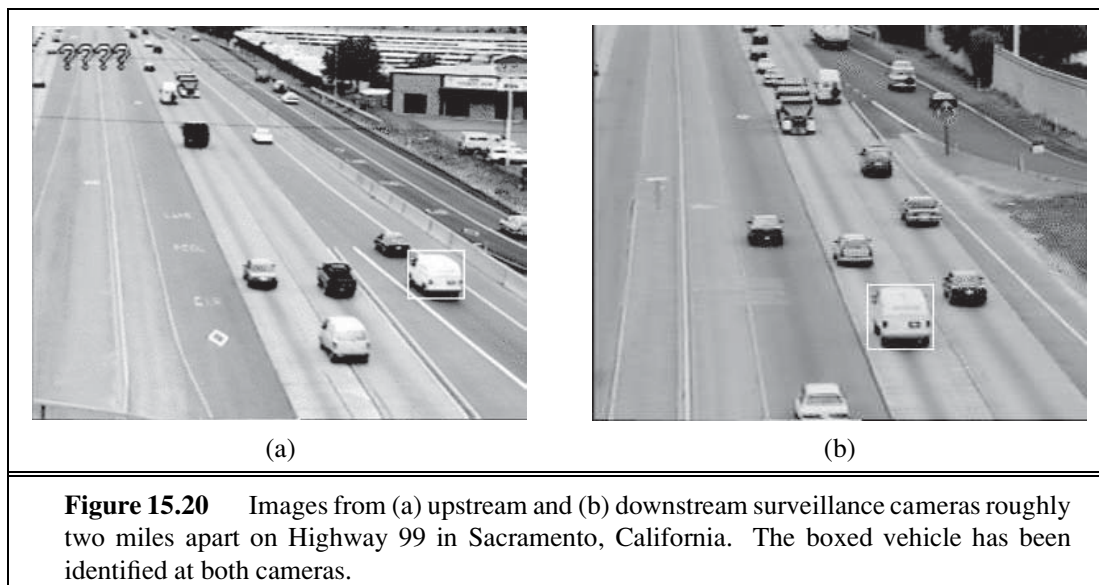 ????
(a)
(b)
Figure 15.20 Images from (a) upstream and (b) downstream surveillance cameras roughly
two miles apart on Highway 99 in Sacramento, California. The boxed vehicle has been
identified at both cameras.